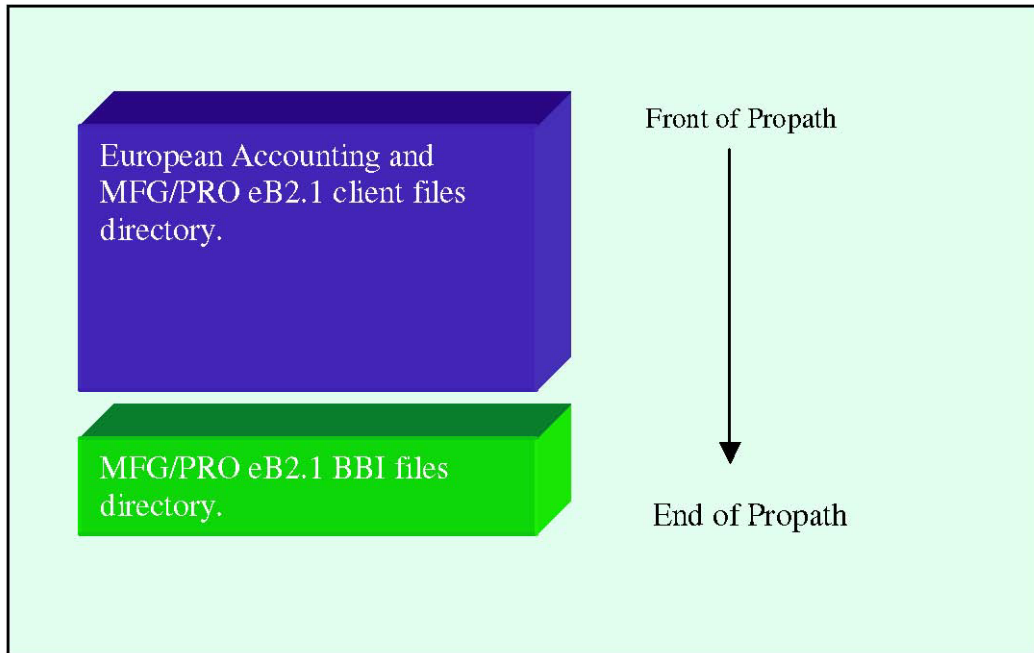 European Accounting and
MFG/PRO eB2.1 client files
directory.
MFG/PRO eB2.1 BBI files
directory.
Front of Propath
End of Propath